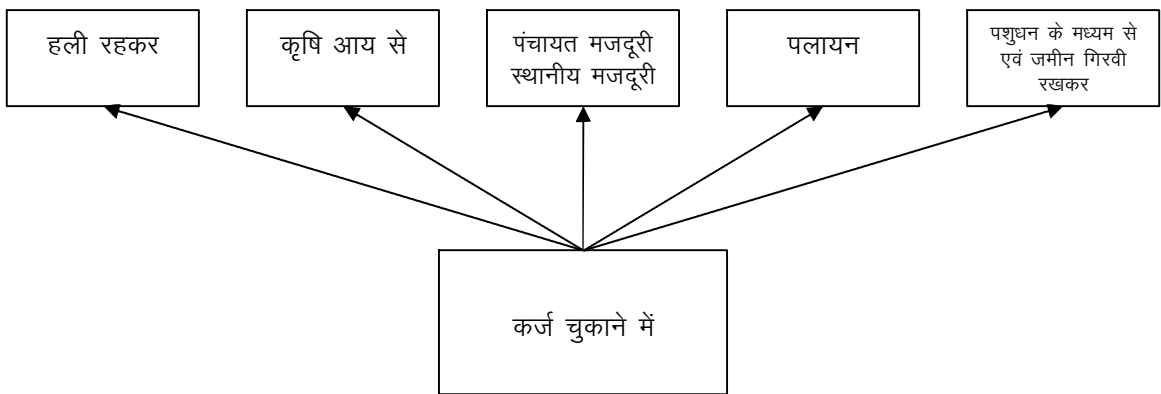 हली रहकर
कृषि आय से
पंचायत मजदूरी
स्थानीय मजदूरी
पलायन
पशुधन के मध्यम से
एवं जमीन गिरवी
रखकर
कर्ज चुकाने में